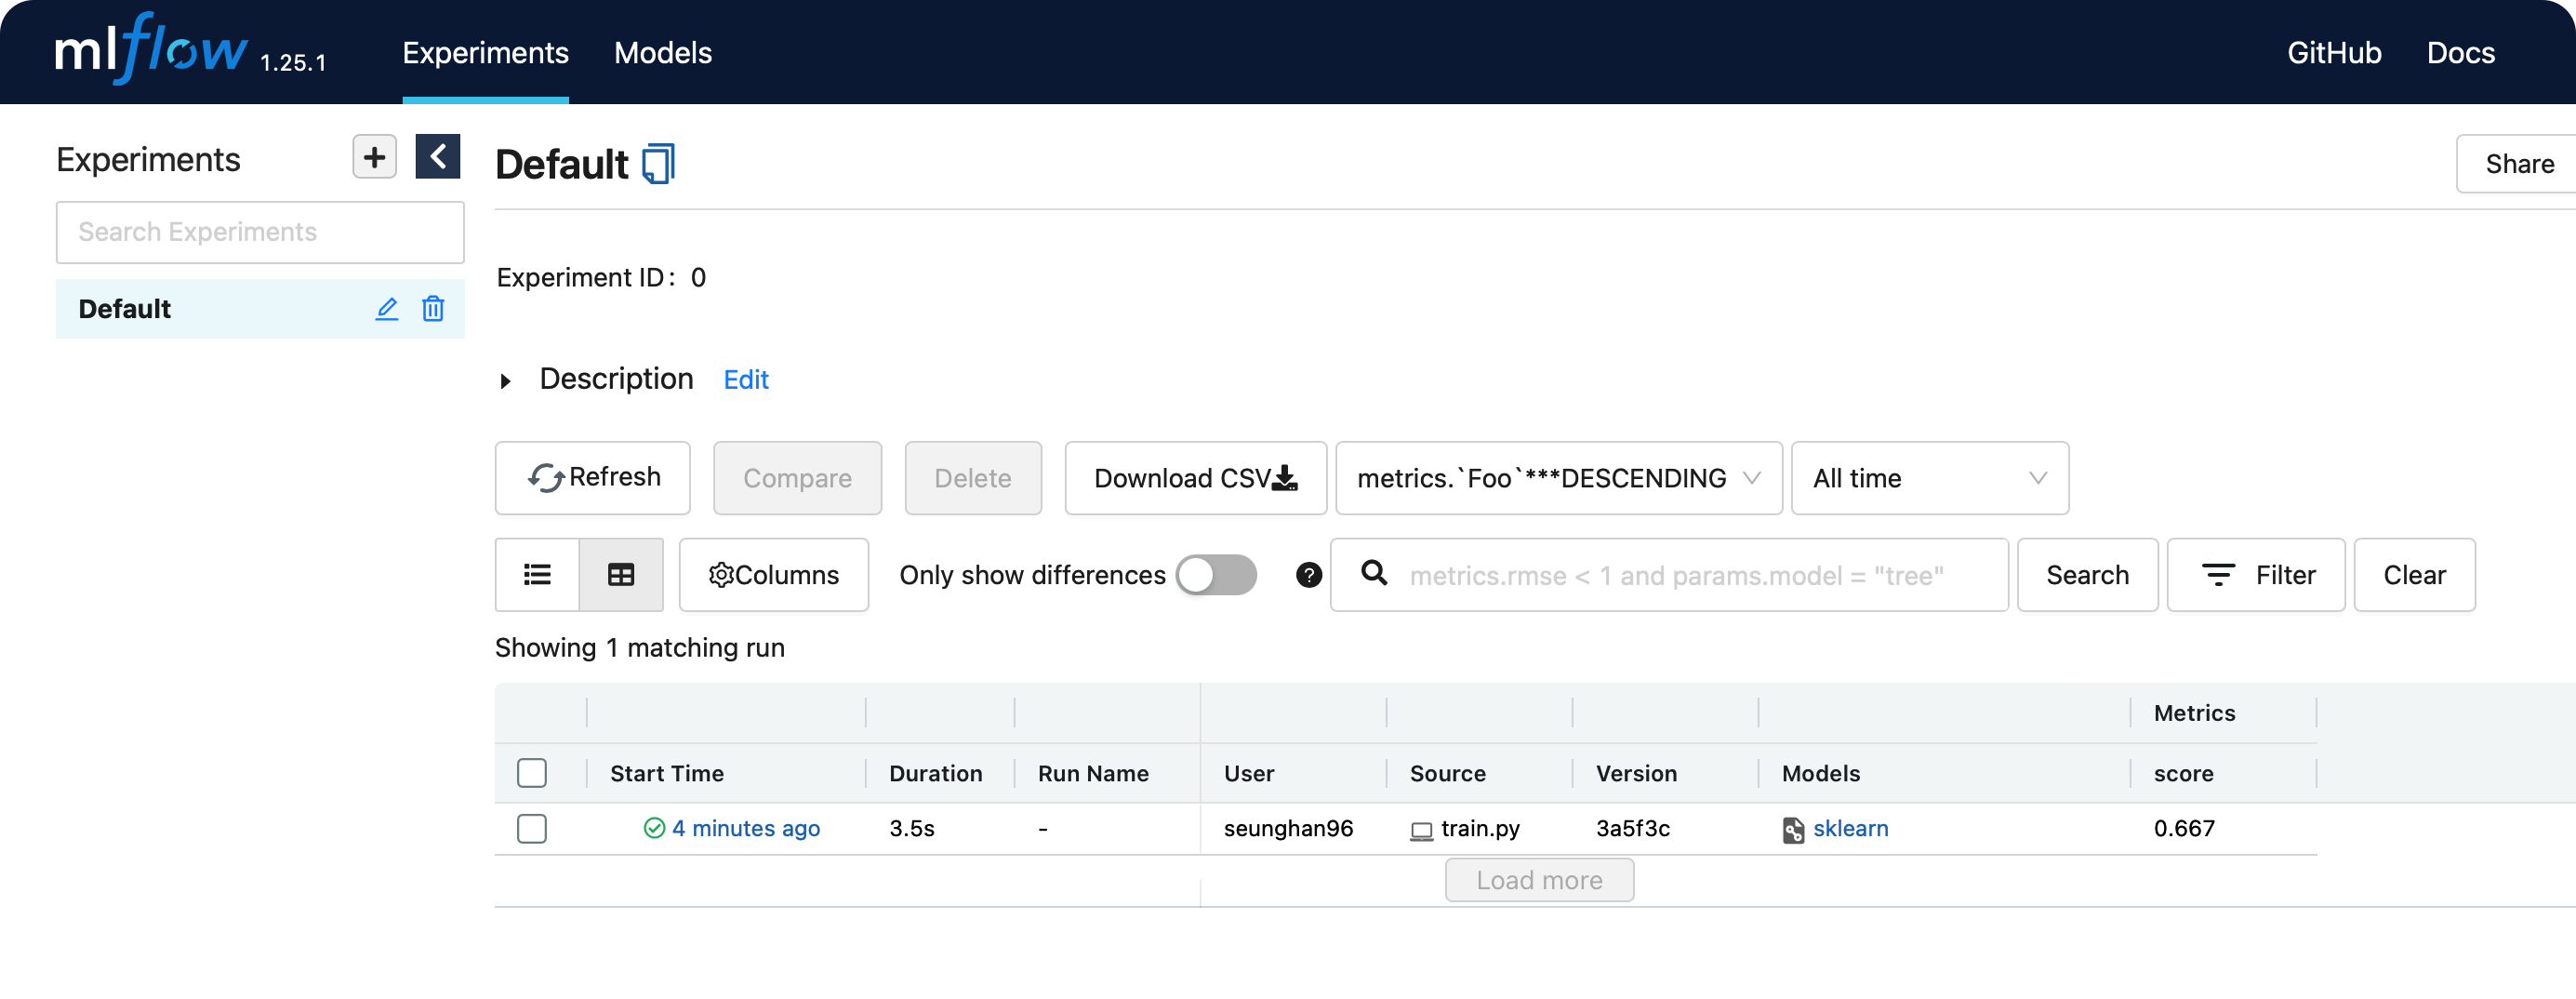 mlflow 1.25.1 Experiments Models GitHub Docs
Experiments
Search Experiments
Default
Default
Share
Experiment ID: 0
Description Edit
Refresh Compare Delete Download CSV metrics.`Foo`***DESCENDING All time
Columns Only show differences ? metrics.rmse < 1 and params.model = "tree" Search Filter Clear
Showing 1 matching run
Metrics
Start Time Duration Run Name User Source Version Models score
4 minutes ago 3.5s - seunghan96 train.py 3a5f3c sklearn 0.667
Load more